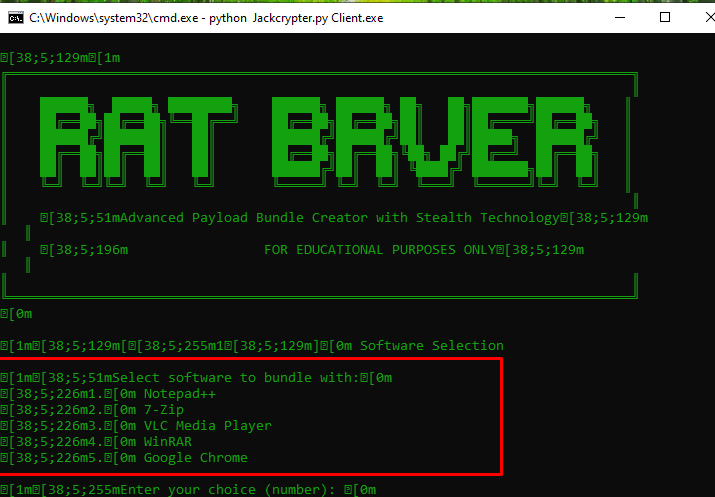 C:\Windows\system32\cmd.exe - python Jackcrypter.py Client.exe
[38;5;129m[1m
RAT BRVER
[38;5;51mAdvanced Payload Bundle Creator with Stealth Technology[38;5;129m
[38;5;196m FOR EDUCATIONAL PURPOSES ONLY[38;5;129m
[0m
[1m[38;5;129m[[38;5;255m1[38;5;129m][0m Software Selection
[1m[38;5;51mSelect software to bundle with:[0m
[38;5;226m1.[0m Notepad++
[38;5;226m2.[0m 7-Zip
[38;5;226m3.[0m VLC Media Player
[38;5;226m4.[0m WinRAR
[38;5;226m5.[0m Google Chrome
[1m[38;5;255mEnter your choice (number): [0m